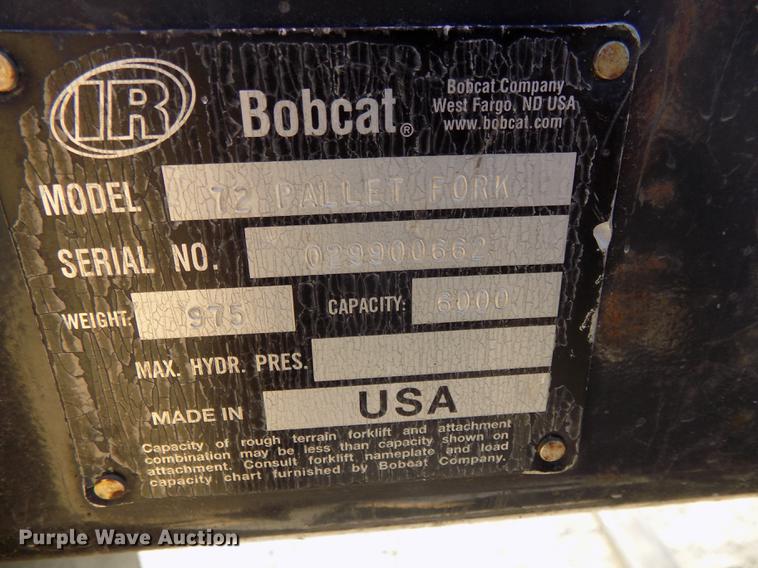 IR
Bobcat®
Bobcat Company
West Fargo, ND USA
www.bobcat.com
MODEL 72 PALLET FORK
SERIAL NO. 029900662
WEIGHT: 975 CAPACITY: 6000
MAX. HYDR. PRES.
MADE IN USA
Capacity of rough terrain forklift and attachment
combination may be less than capacity shown on
attachment. Consult forklift nameplate and load
capacity chart furnished by Bobcat Company.
Purple Wave Auction